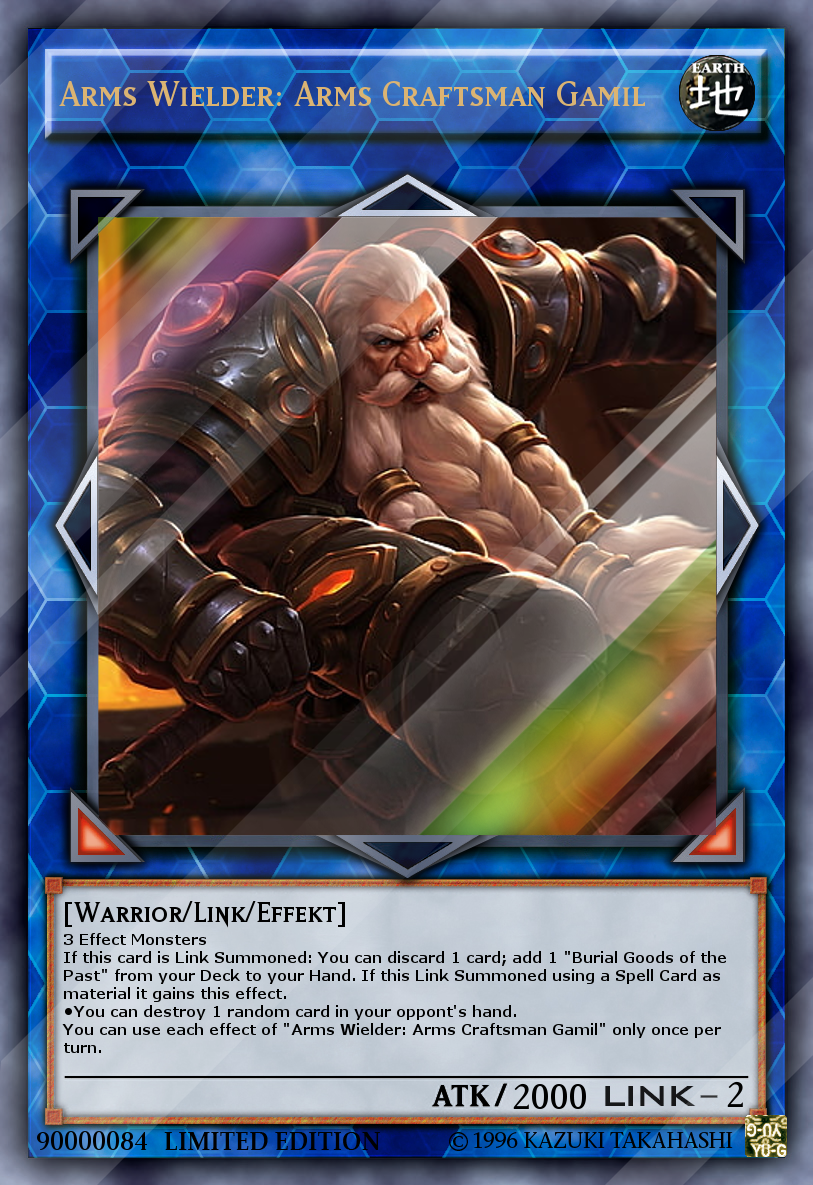 Arms Wielder: Arms Craftsman Gamil
EARTH
地
[Warrior/Link/Effekt]
3 Effect Monsters
If this card is Link Summoned: You can discard 1 card; add 1 "Burial Goods of the
Past" from your Deck to your Hand. If this Link Summoned using a Spell Card as
material it gains this effect.
●You can destroy 1 random card in your oppont's hand.
You can use each effect of "Arms Wielder: Arms Craftsman Gamil" only once per
turn.
ATK/2000 LINK-2
90000084 LIMITED EDITION ©1996 KAZUKI TAKAHASHI